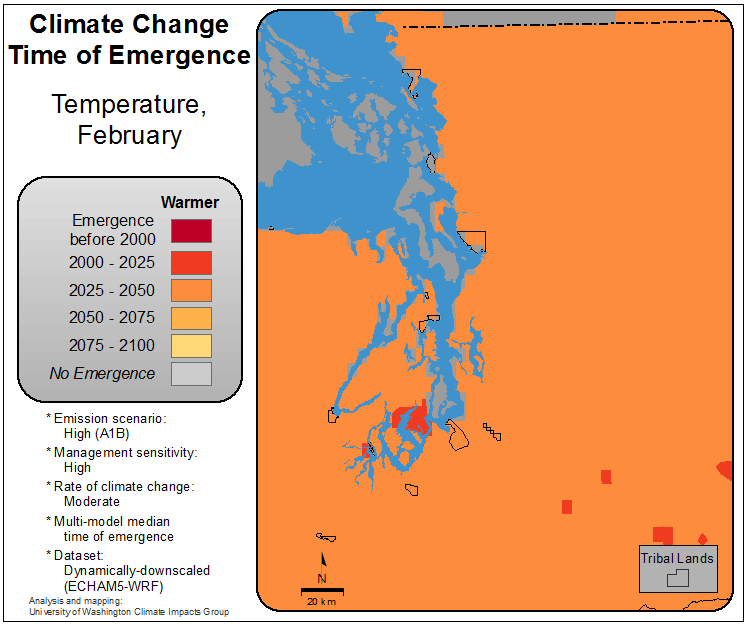 Climate Change
Time of Emergence
Temperature,
February
Warmer
Emergence
before 2000
2000 - 2025
2025 - 2050
2050 - 2075
2075 - 2100
No Emergence
* Emission scenario:
High (A1B)
* Management sensitivity:
High
* Rate of climate change:
Moderate
* Multi-model median
time of emergence
* Dataset:
Dynamically-downscaled
(ECHAM5-WRF)
Analysis and mapping:
University of Washington Climate Impacts Group
N
20 km
Tribal Lands